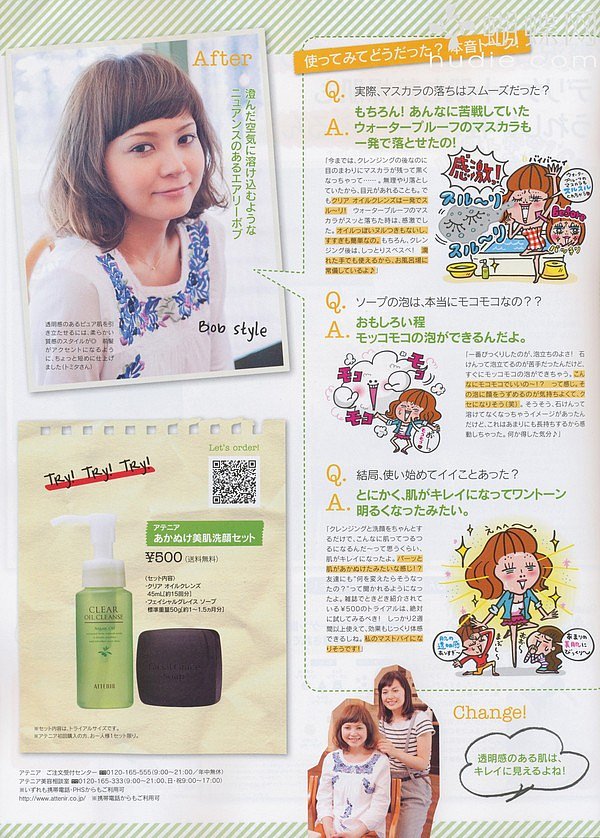 After
澄んだ空気に溶け込むような
ニュアンスのあるエアリーボブ
透明感のあるピュア肌を引
き立たせるには、柔らかい
質感のスタイルが◎ 前髪
がアクセントになるように、
ちょっと短めに仕上げ
ました(トミタさん)
Bob style
Let's order!
Try! Try! Try!
アテニア
あかぬけ美肌洗顔セット
¥500(送料無料)
〈セット内容〉
・クリア オイルクレンズ
45mL(約15回分)
・フェイシャルグレイス ソープ
標準重量50g(約1〜1.5カ月分)
CLEAR
OIL CLEANSE
ATTENIR
Facial Grace
Soap
※セット内容は、トライアルサイズです。
※アテニア初回購入の方、お一人様1セット限り。
アテニア ご注文受付センター 0120-165-555(9:00〜21:00/年中無休)
アテニア美容相談室 0120-165-333(9:00〜21:00、日・祝9:00〜17:00)
※いずれも携帯電話・PHSからもご利用可
http://www.attenir.co.jp/ ※携帯電話からもご利用可
使ってみてどうだった? 本音トーク
Q. 実際、マスカラの落ちはスムーズだった?
A. もちろん! あんなに苦戦していた
ウォータープルーフのマスカラも
一発で落とせたの!
「今までは、クレンジングの後なのに
目のまわりにマスカラが残って黒く
なっちゃって……。無理やり落とし
ていたから、目元があれることも。で
もクリア オイルクレンズは一発でス
ル〜リ! ウォータープルーフのマス
カラがスッと落ちた時は、感激でし
た。オイルっぽいヌルつきもないし、
すすぎも簡単なの。もちろん、クレン
ジング後は、しっとりスベスベ! 濡
れた手でも使えるから、お風呂場に
常備しているよ♪」
感激!
バイバーイ
スル〜リ
スル〜リ
Before
Q. ソープの泡は、本当にモコモコなの??
A. おもしろい程
モッコモコの泡ができるんだよ。
「一番びっくりしたのが、泡立ちのよさ! 石
けんって泡立てるのが苦手だったんだけど、
すぐにモッコモコの泡ができちゃう。こん
なにモコモコでいいの〜!? って感じ。そ
の泡に顔をうずめるのが気持ちよくて、ク
セになりそう(笑)。そうそう、石けんって
溶けてなくなっちゃうイメージがあったん
だけど、これはあまりにも長持ちするから感
動しちゃった。何か得した気分♪」
モコ
モコ
モコ
Q. 結局、使い始めてイイことあった?
A. とにかく、肌がキレイになってワントーン
明るくなったみたい。
「クレンジングと洗顔をちゃんとす
るだけで、こんなに肌ってつるつ
るになるんだ〜って思うくらい、
肌がキレイになったよ。パーッと
肌があかぬけたみたいな感じ!?
友達にも“何を変えたらそうなった
の?”って聞かれるようになった
よ。雑誌でときどき紹介されてい
る¥500のトライアルは、絶対
に試してみるべき! しっかり2週
間以上使えて、効果もじっくり体感
できるしね。私のマストバイになり
そうです!」
えへへ〜
Change!
透明感のある肌は、
キレイに見えるよね!